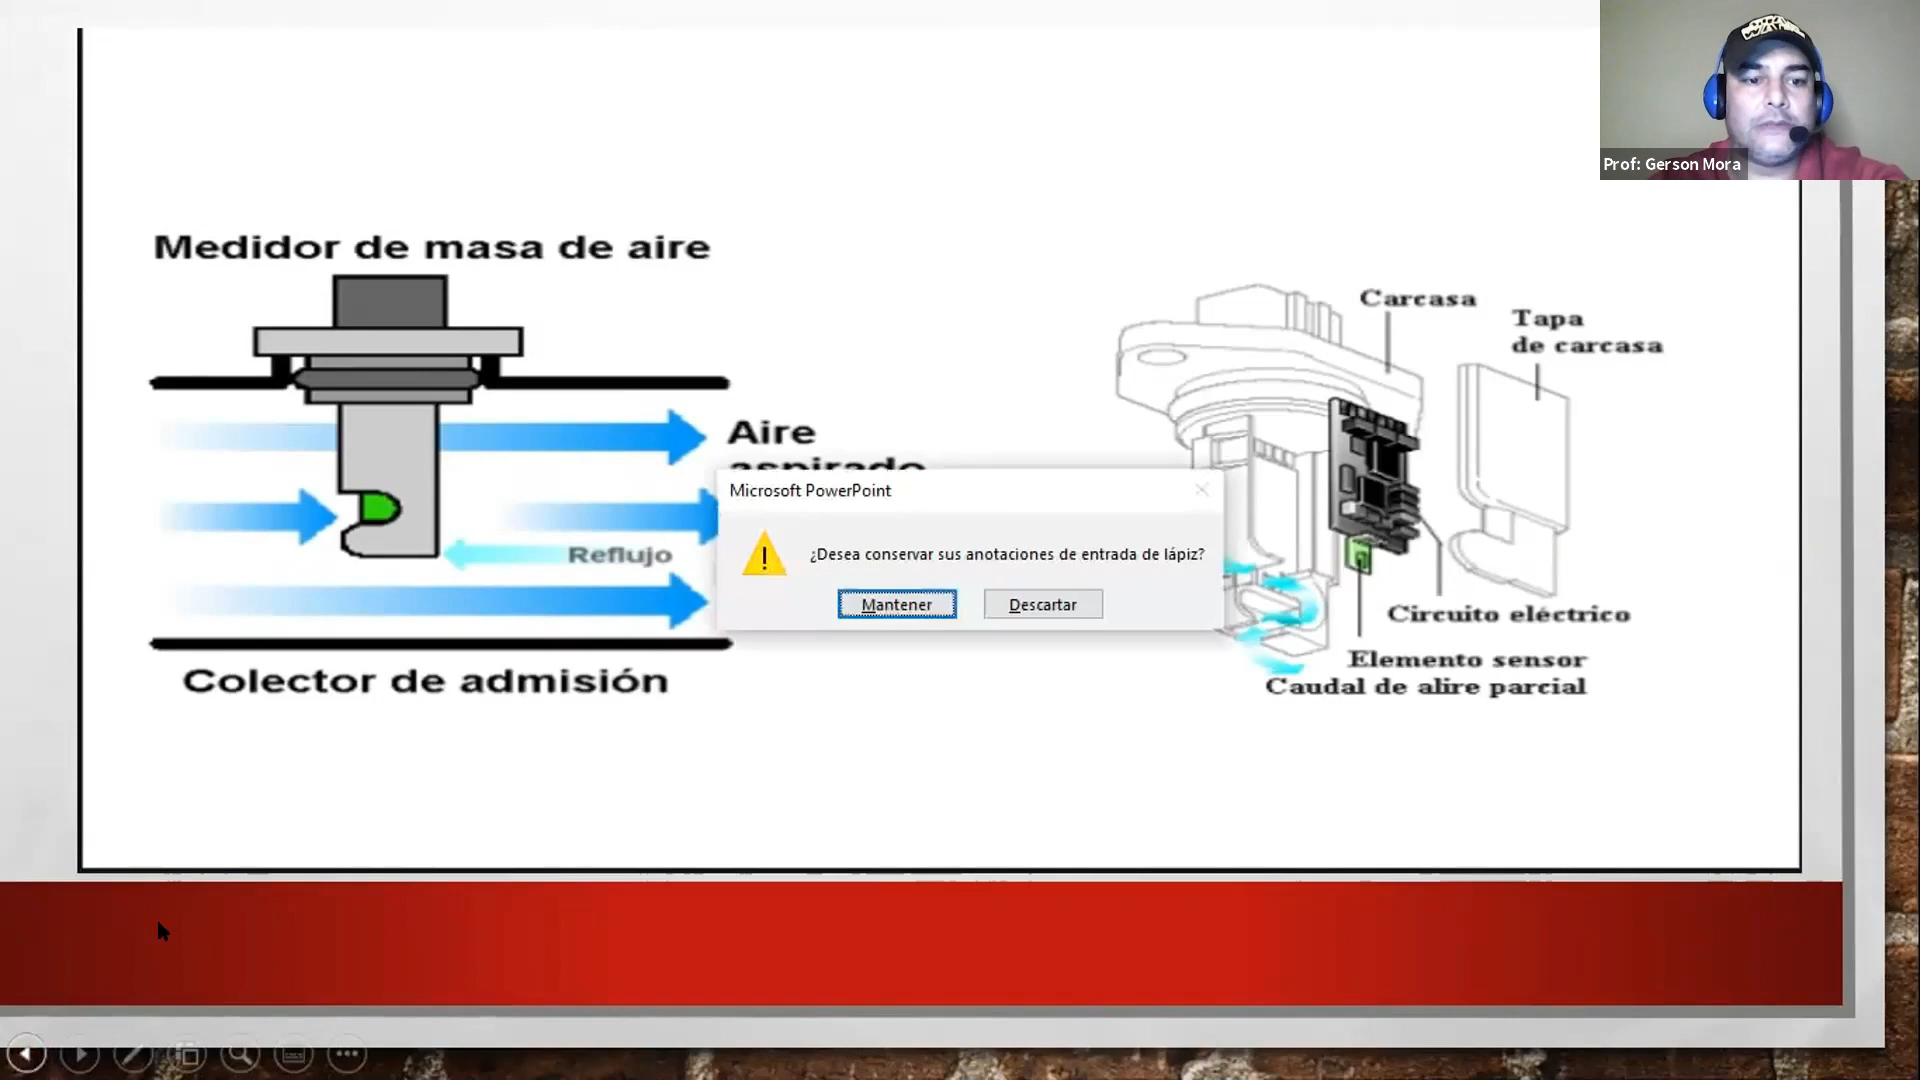 Prof: Gerson Mora
Medidor de masa de aire
Carcasa
Tapa
de carcasa
Aire
aspirado
Microsoft PowerPoint
¿Desea conservar sus anotaciones de entrada de lápiz?
Mantener
Descartar
Reflujo
Circuito eléctrico
Elemento sensor
Caudal de alire parcial
Colector de admisión